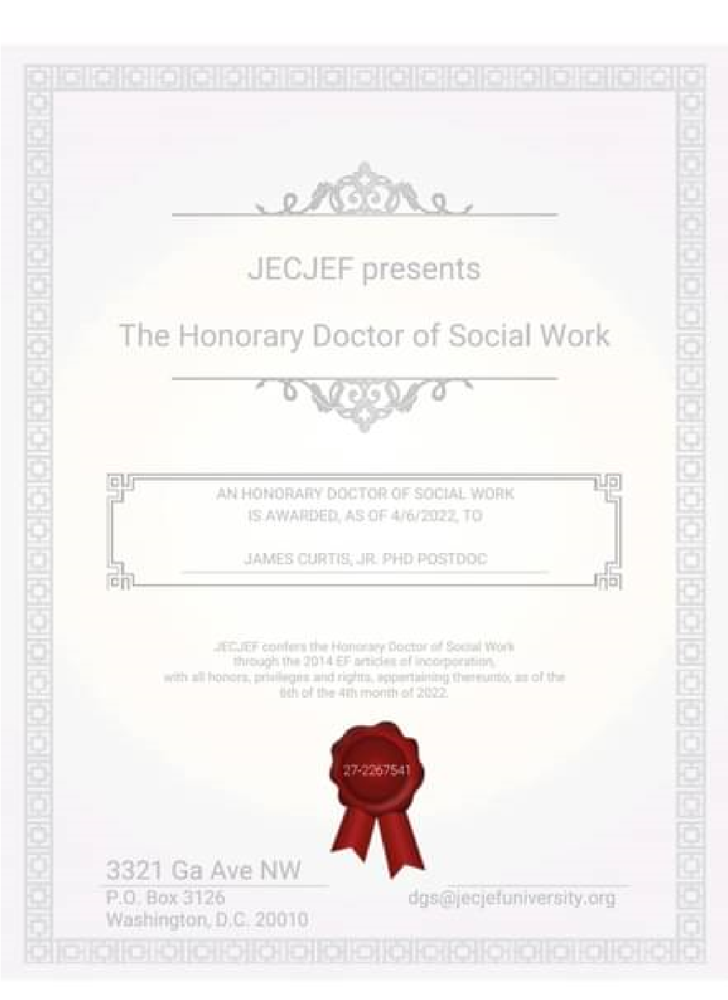 JECJEF presents
The Honorary Doctor of Social Work
AN HONORARY DOCTOR OF SOCIAL WORK
IS AWARDED, AS OF 4/6/2022, TO
JAMES CURTIS, JR. PHD POSTDOC
JECJEF confers the Honorary Doctor of Social Work
through the 2014 EF articles of incorporation,
with all honors, privileges and rights, appertaining thereunto, as of the
6th of the 4th month of 2022.
27-2267541
3321 Ga Ave NW
P.O. Box 3126
Washington, D.C. 20010
dgs@jecjefuniversity.org